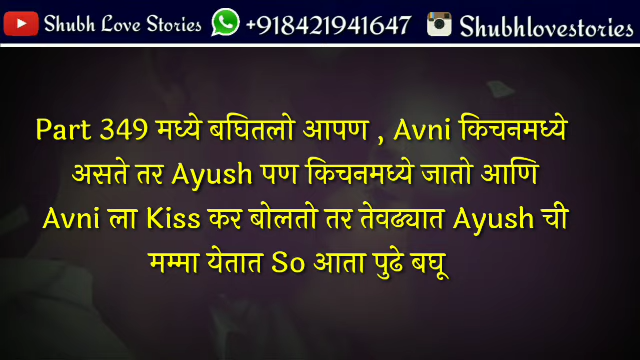 Shubh Love Stories +918421941647 Shubhlovestories
Part 349 मध्ये बघितलो आपण , Avni किचनमध्ये
असते तर Ayush पण किचनमध्ये जातो आणि
Avni ला Kiss कर बोलतो तर तेवढ्यात Ayush ची
मम्मा येतात So आता पुढे बघू